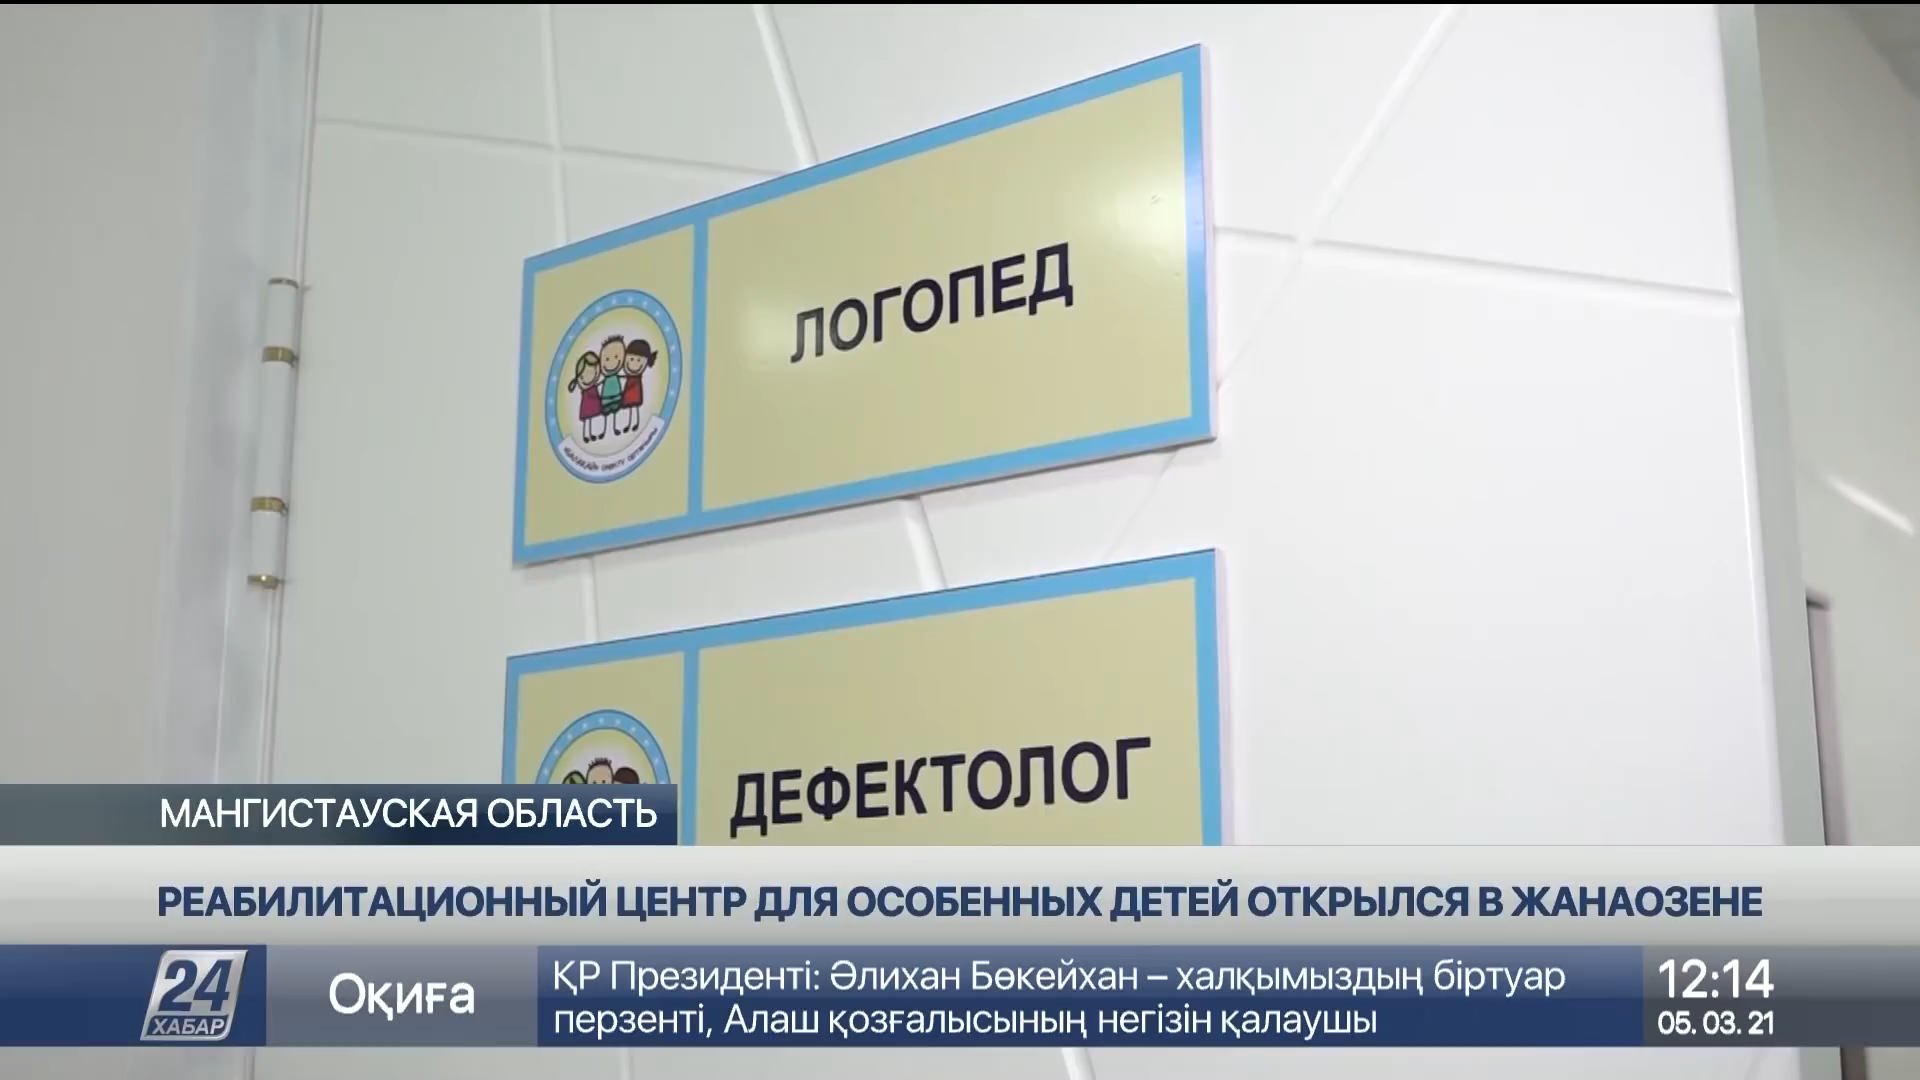 ЛОГОПЕД
ДЕФЕКТОЛОГ
МАНГИСТАУСКАЯ ОБЛАСТЬ
РЕАБИЛИТАЦИОННЫЙ ЦЕНТР ДЛЯ ОСОБЕННЫХ ДЕТЕЙ ОТКРЫЛСЯ В ЖАНАОЗЕНЕ
24
ХАБАР
Оқиға
ҚР Президенті: Әлихан Бөкейхан – халқымыздың біртуар
перзенті, Алаш қозғалысының негізін қалаушы
12:14
05. 03. 21